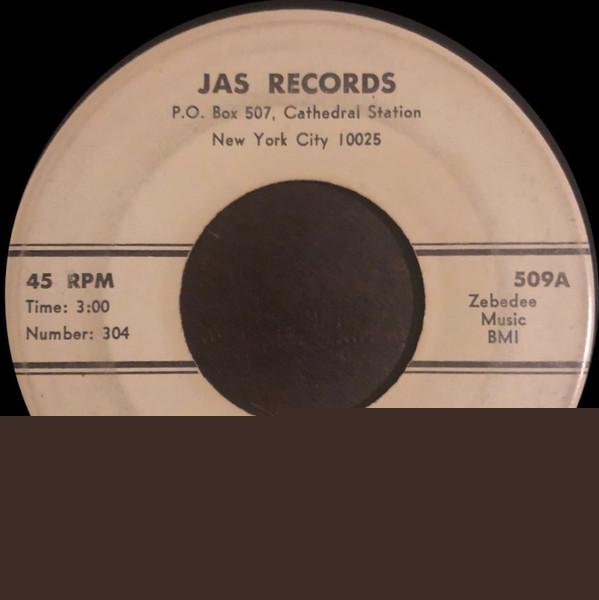 JAS RECORDS
P.O. Box 507, Cathedral Station
New York City 10025
45 RPM
Time: 3:00
Number: 304
509A
Zebedee
Music
BMI